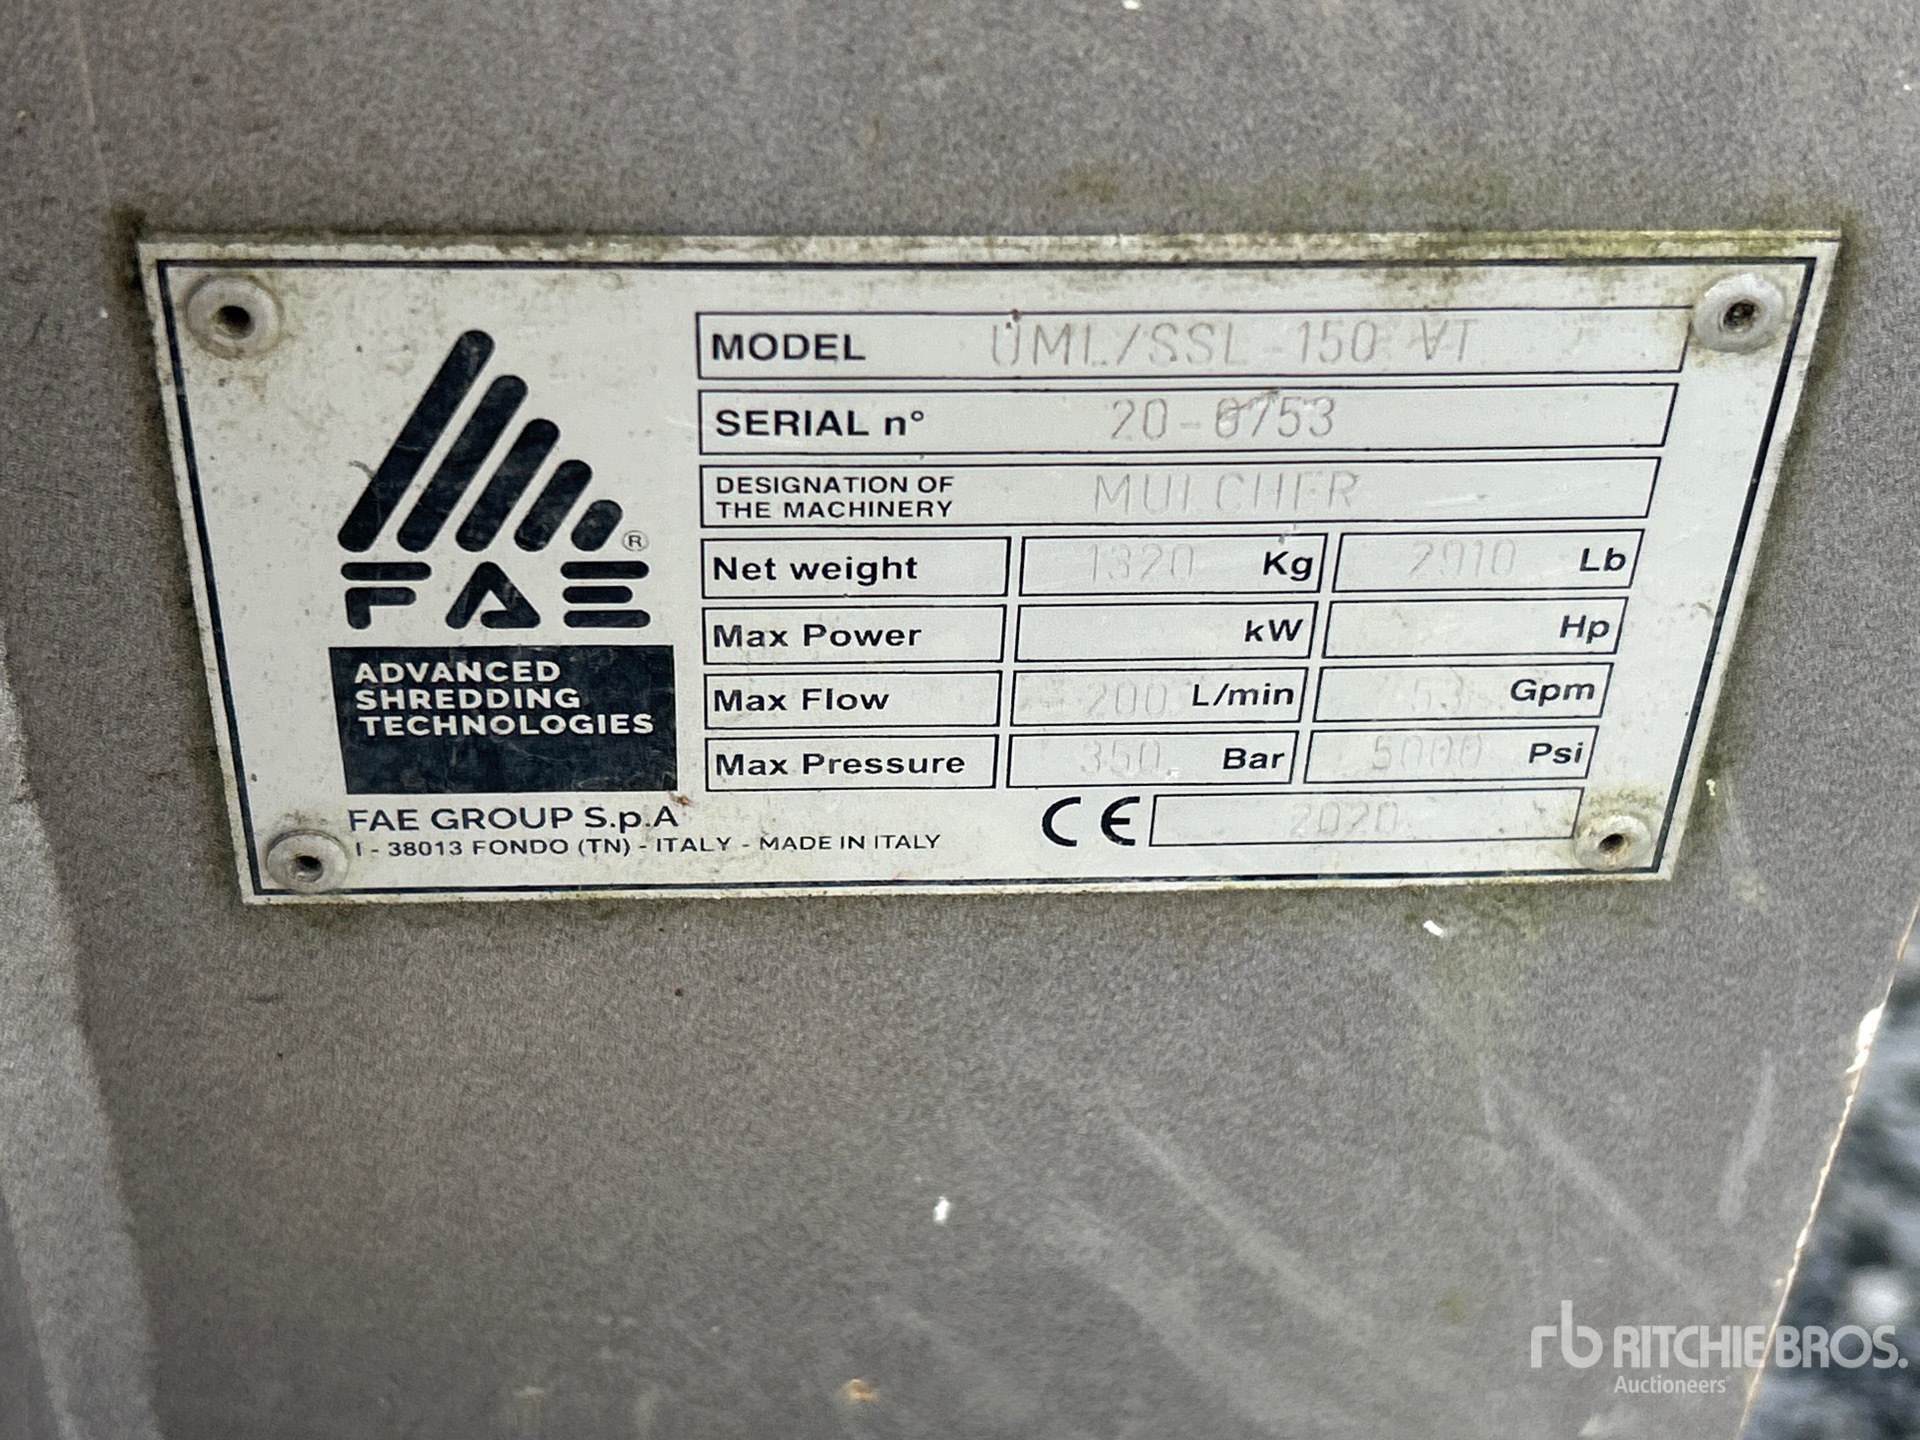 MODEL UML/SSL-150 VT
SERIAL n° 20-0753
DESIGNATION OF
THE MACHINERY MULCHER
Net weight 1320 Kg 2910 Lb
Max Power kW Hp
Max Flow 200 L/min 53 Gpm
Max Pressure 350 Bar 5000 Psi
CE 2020
®
FAE
ADVANCED
SHREDDING
TECHNOLOGIES
FAE GROUP S.p.A
I - 38013 FONDO (TN) - ITALY - MADE IN ITALY
rb RITCHIE BROS.
Auctioneers